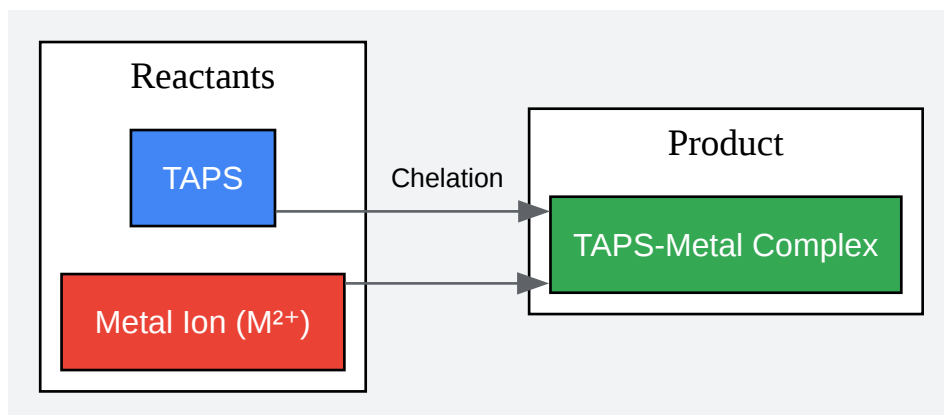 Reactants
TAPS
Metal Ion (M²⁺)
Chelation
Product
TAPS-Metal Complex